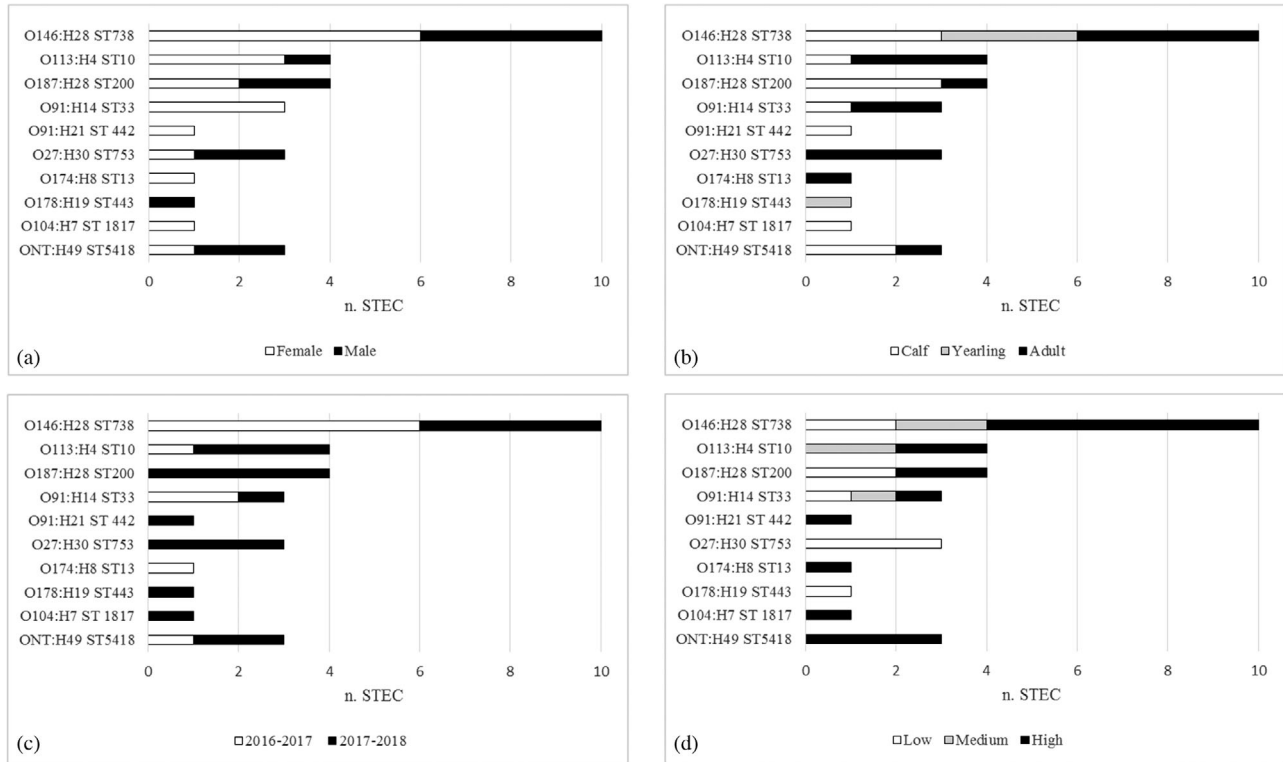 O146:H28 ST738
O113:H4 ST10
O187:H28 ST200
O91:H14 ST33
O91:H21 ST 442
O27:H30 ST753
O174:H8 ST13
O178:H19 ST443
O104:H7 ST 1817
ONT:H49 ST5418
0 2 4 6 8 10
n. STEC
Female Male
(a)
O146:H28 ST738
O113:H4 ST10
O187:H28 ST200
O91:H14 ST33
O91:H21 ST 442
O27:H30 ST753
O174:H8 ST13
O178:H19 ST443
O104:H7 ST 1817
ONT:H49 ST5418
0 2 4 6 8 10
n. STEC
Calf Yearling Adult
(b)
O146:H28 ST738
O113:H4 ST10
O187:H28 ST200
O91:H14 ST33
O91:H21 ST 442
O27:H30 ST753
O174:H8 ST13
O178:H19 ST443
O104:H7 ST 1817
ONT:H49 ST5418
0 2 4 6 8 10
n. STEC
2016-2017 2017-2018
(c)
O146:H28 ST738
O113:H4 ST10
O187:H28 ST200
O91:H14 ST33
O91:H21 ST 442
O27:H30 ST753
O174:H8 ST13
O178:H19 ST443
O104:H7 ST 1817
ONT:H49 ST5418
0 2 4 6 8 10
n. STEC
Low Medium High
(d)